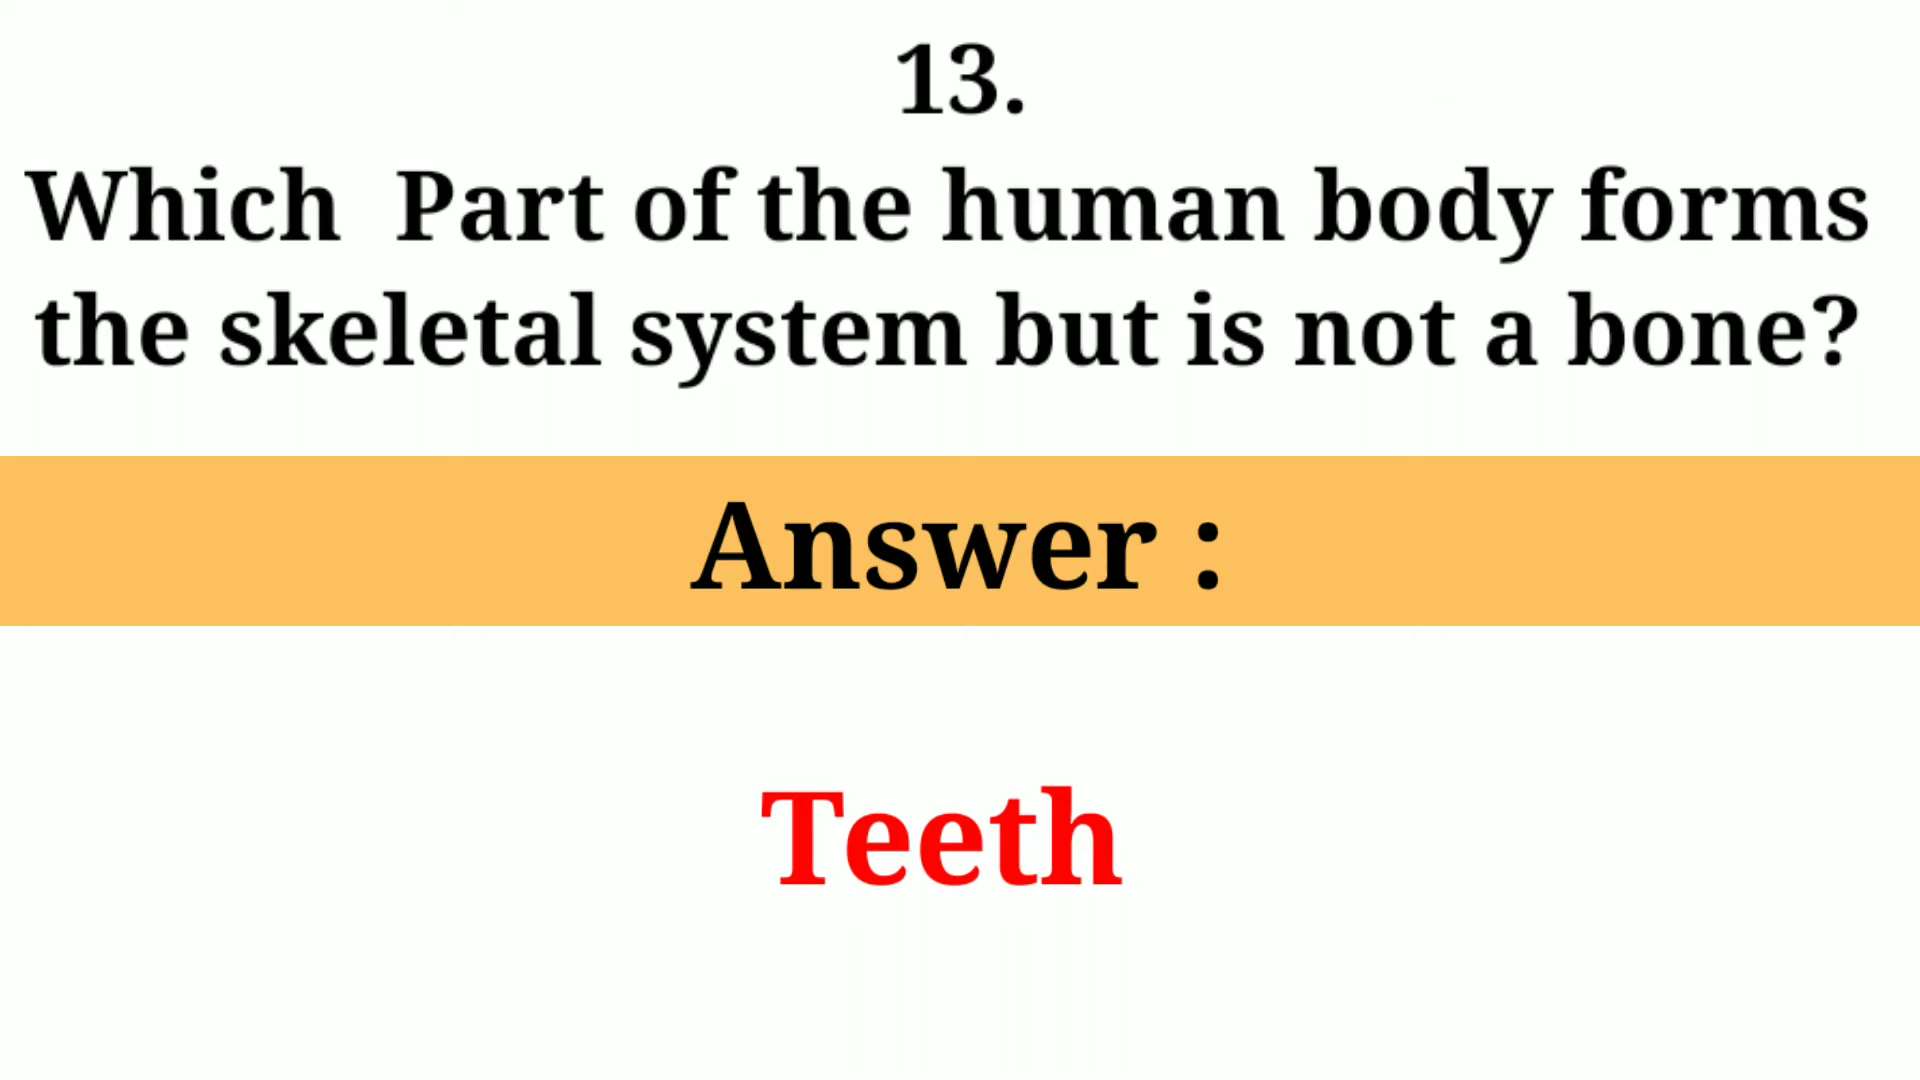 13.
Which  Part of the human body forms
the skeletal system but is not a bone?
Answer :
Teeth